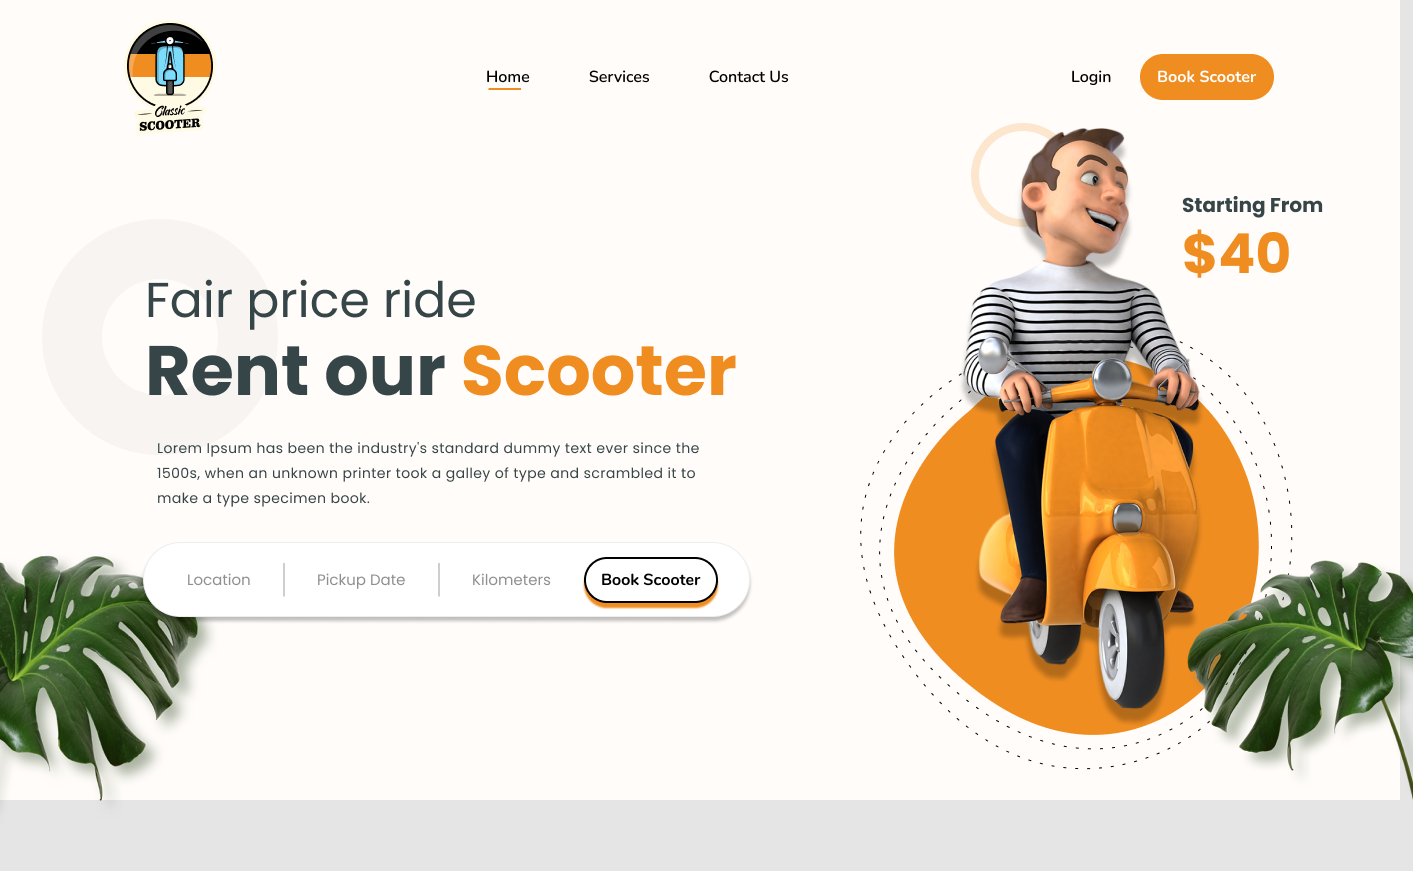 Classic
SCOOTER
Home
Services
Contact Us
Login
Book Scooter
Starting From
$40
Fair price ride
Rent our Scooter
Lorem Ipsum has been the industry's standard dummy text ever since the
1500s, when an unknown printer took a galley of type and scrambled it to
make a type specimen book.
Location
Pickup Date
Kilometers
Book Scooter